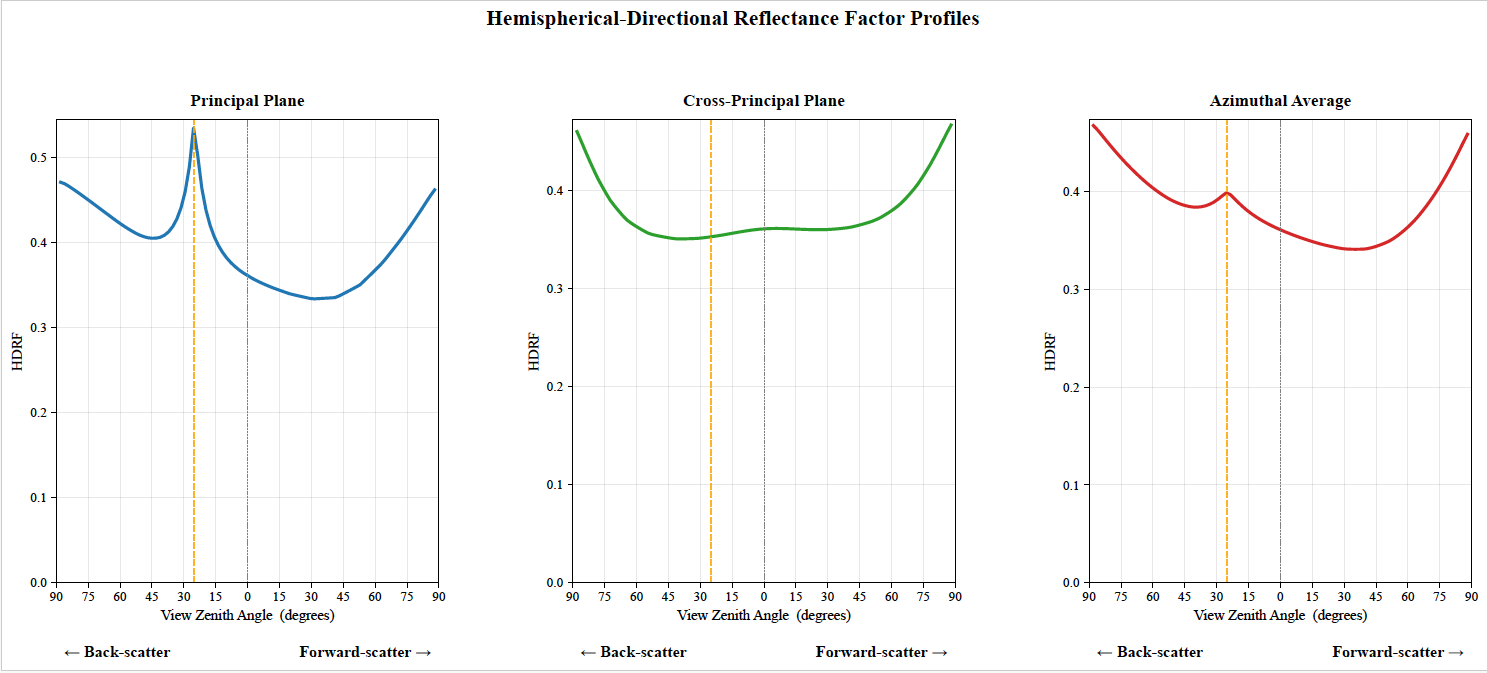 Hemispherical-Directional Reflectance Factor Profiles
Principal Plane
HDRF
0.5
0.4
0.3
0.2
0.1
0.0
90 75 60 45 30 15 0 15 30 45 60 75 90
View Zenith Angle (degrees)
← Back-scatter Forward-scatter →
Cross-Principal Plane
HDRF
0.4
0.3
0.2
0.1
0.0
90 75 60 45 30 15 0 15 30 45 60 75 90
View Zenith Angle (degrees)
← Back-scatter Forward-scatter →
Azimuthal Average
HDRF
0.4
0.3
0.2
0.1
0.0
90 75 60 45 30 15 0 15 30 45 60 75 90
View Zenith Angle (degrees)
← Back-scatter Forward-scatter →